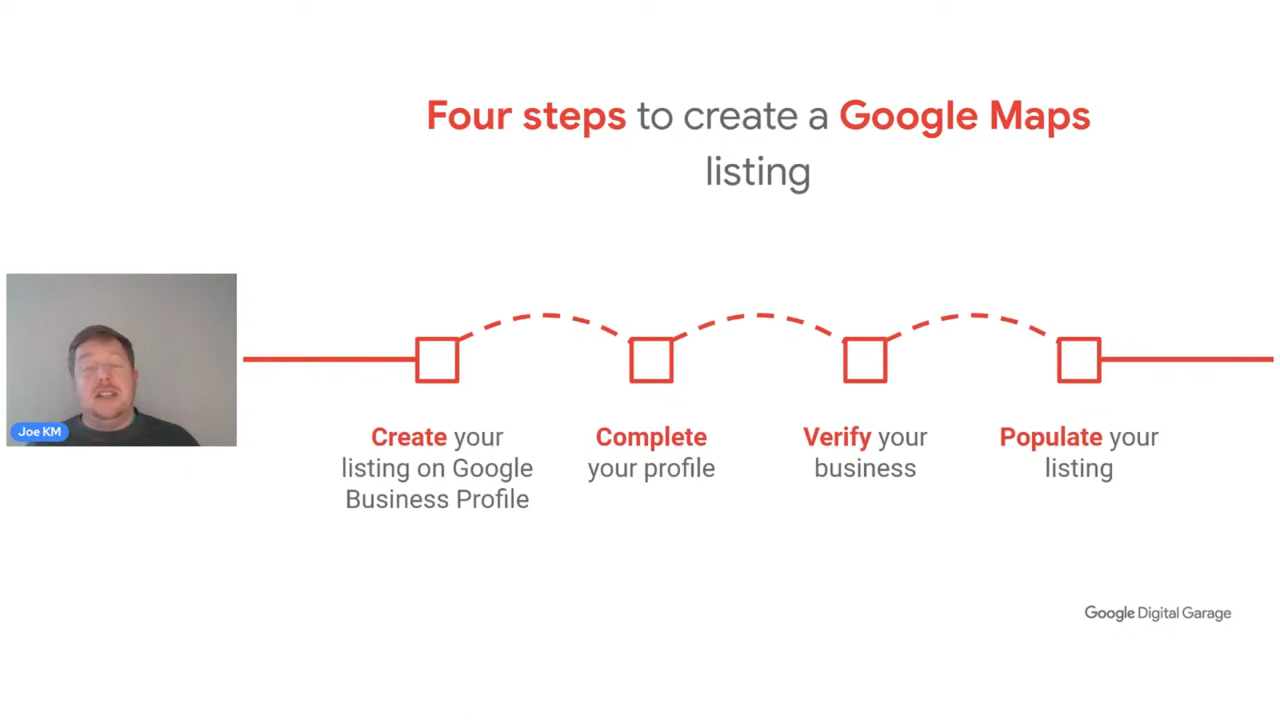 Four steps to create a Google Maps
listing
Joe KM
Create your
listing on Google
Business Profile
Complete
your profile
Verify your
business
Populate your
listing
Google Digital Garage